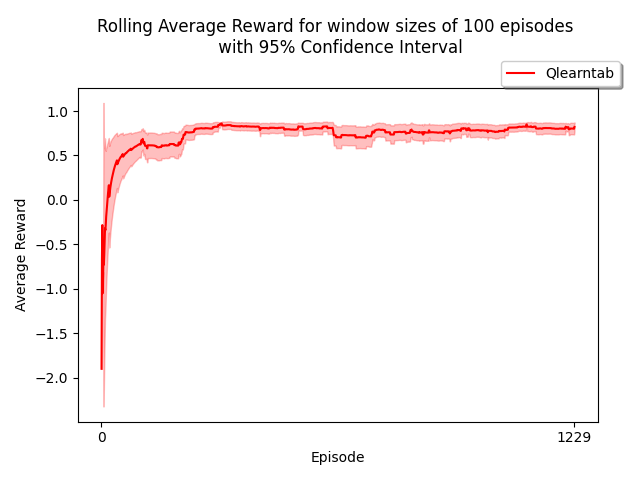 Rolling Average Reward for window sizes of 100 episodes
with 95% Confidence Interval
Qlearntab
1.0
0.5
0.0
−0.5
−1.0
−1.5
−2.0
Average Reward
0
1229
Episode